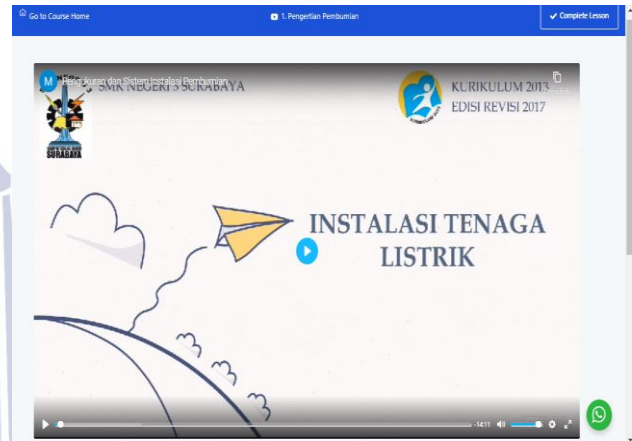 Go to Course Home
1. Pengertian Pembumian
Complete Lesson
M
Pengukuran dan Sistem Instalasi Pembumian
SMK NEGERI 3 SURABAYA
KURIKULUM 2013
EDISI REVISI 2017
SURABAYA
INSTALASI TENAGA
LISTRIK
-14:11